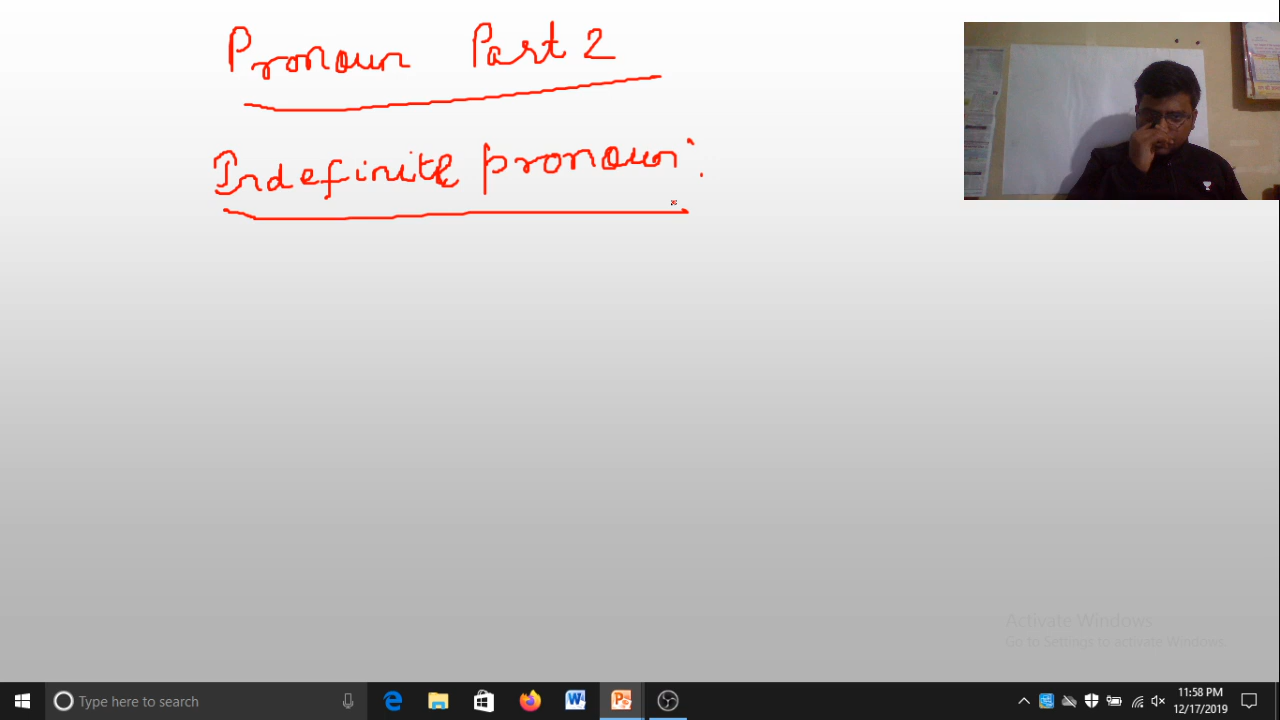 Pronoun Part 2
Indefinite pronoun:
Activate Windows
Go to Settings to activate Windows.
Type here to search
11:58 PM
12/17/2019